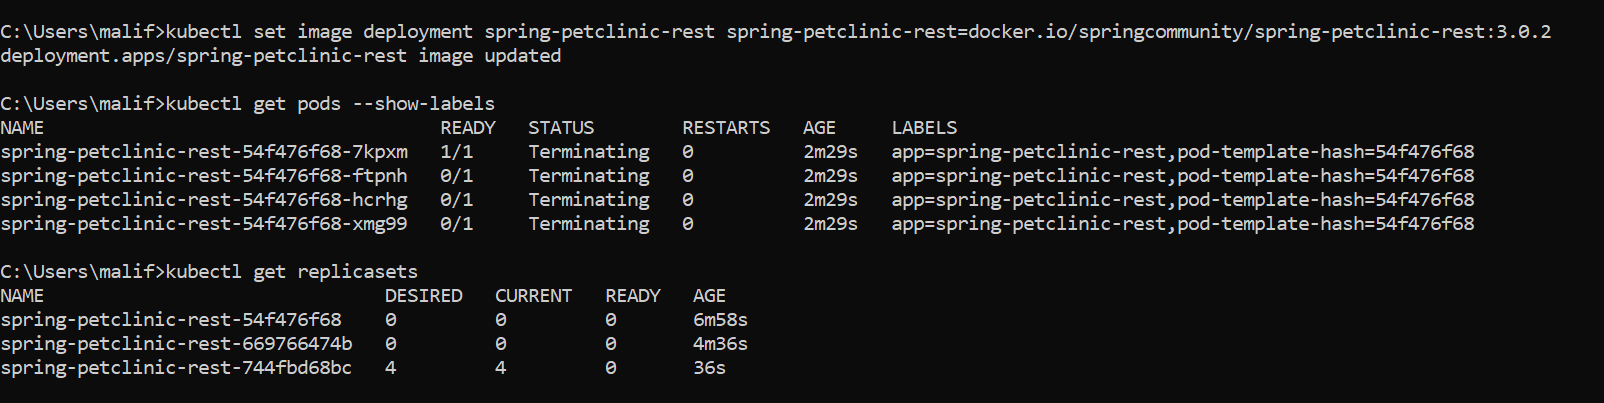 C:\Users\malif>kubectl set image deployment spring-petclinic-rest spring-petclinic-rest=docker.io/springcommunity/spring-petclinic-rest:3.0.2
deployment.apps/spring-petclinic-rest image updated
C:\Users\malif>kubectl get pods --show-labels
NAME READY STATUS RESTARTS AGE LABELS
spring-petclinic-rest-54f476f68-7kpxm 1/1 Terminating 0 2m29s app=spring-petclinic-rest,pod-template-hash=54f476f68
spring-petclinic-rest-54f476f68-ftpnh 0/1 Terminating 0 2m29s app=spring-petclinic-rest,pod-template-hash=54f476f68
spring-petclinic-rest-54f476f68-hcrhg 0/1 Terminating 0 2m29s app=spring-petclinic-rest,pod-template-hash=54f476f68
spring-petclinic-rest-54f476f68-xmg99 0/1 Terminating 0 2m29s app=spring-petclinic-rest,pod-template-hash=54f476f68
C:\Users\malif>kubectl get replicasets
NAME DESIRED CURRENT READY AGE
spring-petclinic-rest-54f476f68 0 0 0 6m58s
spring-petclinic-rest-669766474b 0 0 0 4m36s
spring-petclinic-rest-744fbd68bc 4 4 0 36s